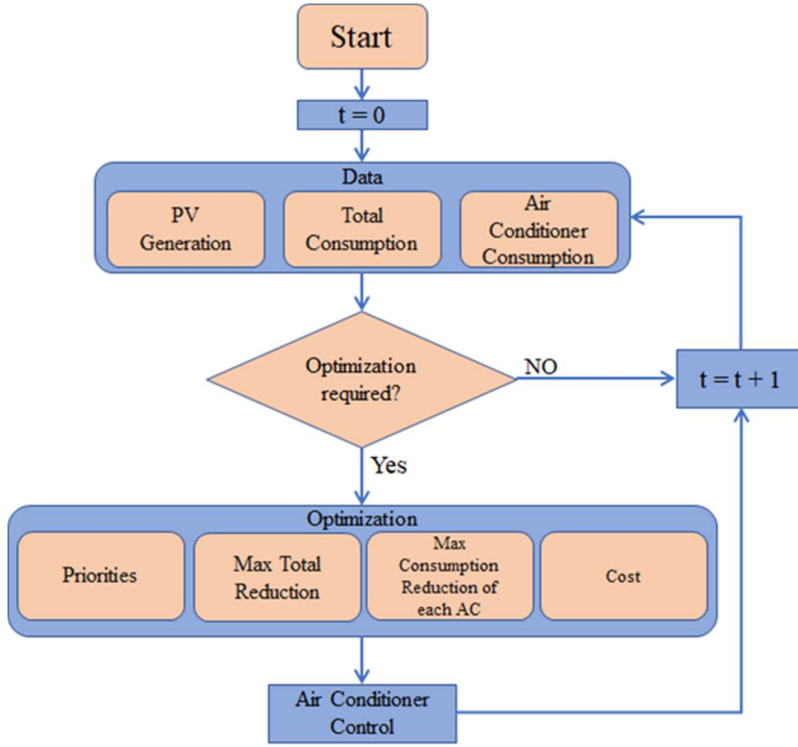 Start
t = 0
Data
PV
Generation
Total
Consumption
Air
Conditioner
Consumption
Optimization
required?
NO
t = t + 1
Yes
Optimization
Priorities
Max Total
Reduction
Max
Consumption
Reduction of
each AC
Cost
Air Conditioner
Control